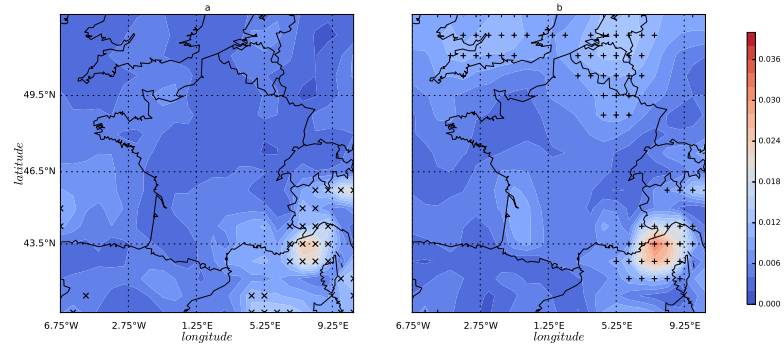 a
b
49.5°N
46.5°N
43.5°N
latitude
6.75°W
2.75°W
1.25°E
5.25°E
9.25°E
longitude
6.75°W
2.75°W
1.25°E
5.25°E
9.25°E
longitude
0.036
0.030
0.024
0.018
0.012
0.006
0.000